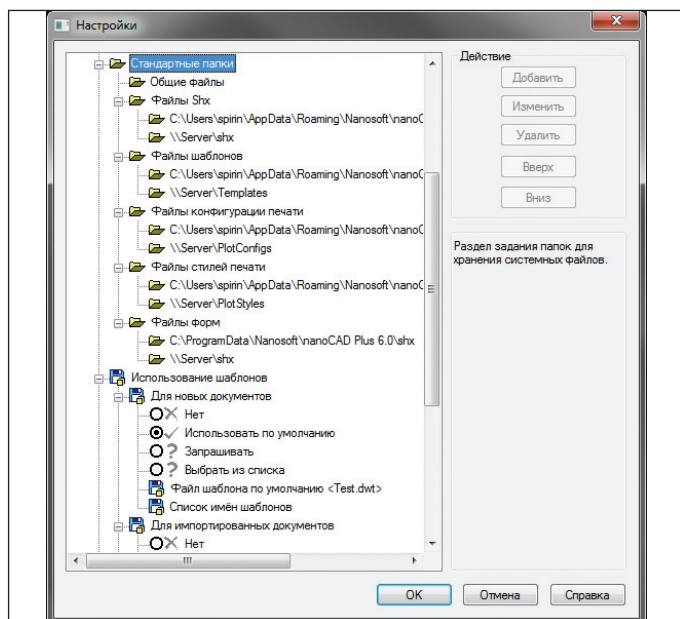 Настройки
Стандартные папки
Общие файлы
Файлы Shx
C:\Users\spirin\AppData\Roaming\Nanosoft\nanoC
\\Server\shx
Файлы шаблонов
C:\Users\spirin\AppData\Roaming\Nanosoft\nanoC
\\Server\Templates
Файлы конфигурации печати
C:\Users\spirin\AppData\Roaming\Nanosoft\nanoC
\\Server\PlotConfigs
Файлы стилей печати
C:\Users\spirin\AppData\Roaming\Nanosoft\nanoC
\\Server\PlotStyles
Файлы форм
C:\ProgramData\Nanosoft\nanoCAD Plus 6.0\shx
\\Server\shx
Использование шаблонов
Для новых документов
Нет
Использовать по умолчанию
Запрашивать
Выбрать из списка
Файл шаблона по умолчанию <Test.dwt>
Список имён шаблонов
Для импортированных документов
Нет
Действие
Добавить
Изменить
Удалить
Вверх
Вниз
Раздел задания папок для
хранения системных файлов.
OK
Отмена
Справка